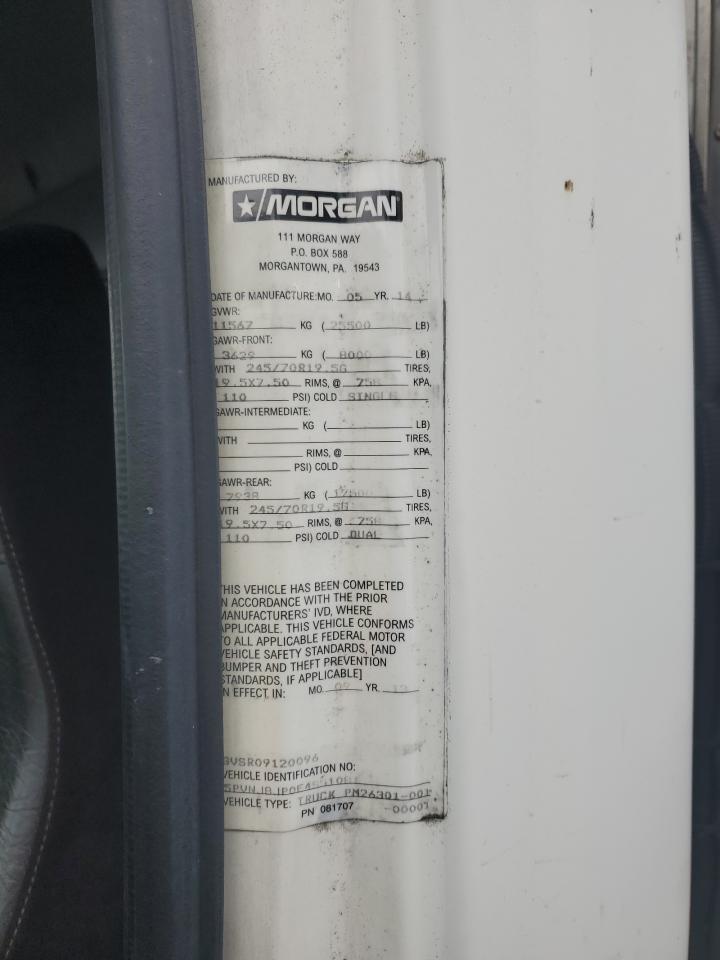 MANUFACTURED BY:
MORGAN
111 MORGAN WAY
P.O. BOX 588
MORGANTOWN, PA. 19543
DATE OF MANUFACTURE:MO. 05 YR. 14
GVWR:
11567 KG ( 25500 LB)
GAWR-FRONT:
3629 KG ( 8000 LB)
WITH 245/70R19.5G TIRES,
19.5X7.50 RIMS, @ 758 KPA,
110 PSI) COLD SINGLE
GAWR-INTERMEDIATE:
KG ( LB)
WITH TIRES,
RIMS, @ KPA,
PSI) COLD
GAWR-REAR:
7938 KG ( 17500 LB)
WITH 245/70R19.5G TIRES,
19.5X7.50 RIMS, @ 758 KPA,
110 PSI) COLD DUAL
THIS VEHICLE HAS BEEN COMPLETED
IN ACCORDANCE WITH THE PRIOR
MANUFACTURERS' IVD, WHERE
APPLICABLE. THIS VEHICLE CONFORMS
TO ALL APPLICABLE FEDERAL MOTOR
VEHICLE SAFETY STANDARDS, [AND
BUMPER AND THEFT PREVENTION
STANDARDS, IF APPLICABLE]
IN EFFECT IN: MO. YR.
GVSR09120096
VEHICLE IDENTIFICATION NO:
VEHICLE TYPE: TRUCK PM26301-001
PN 081707 -00007